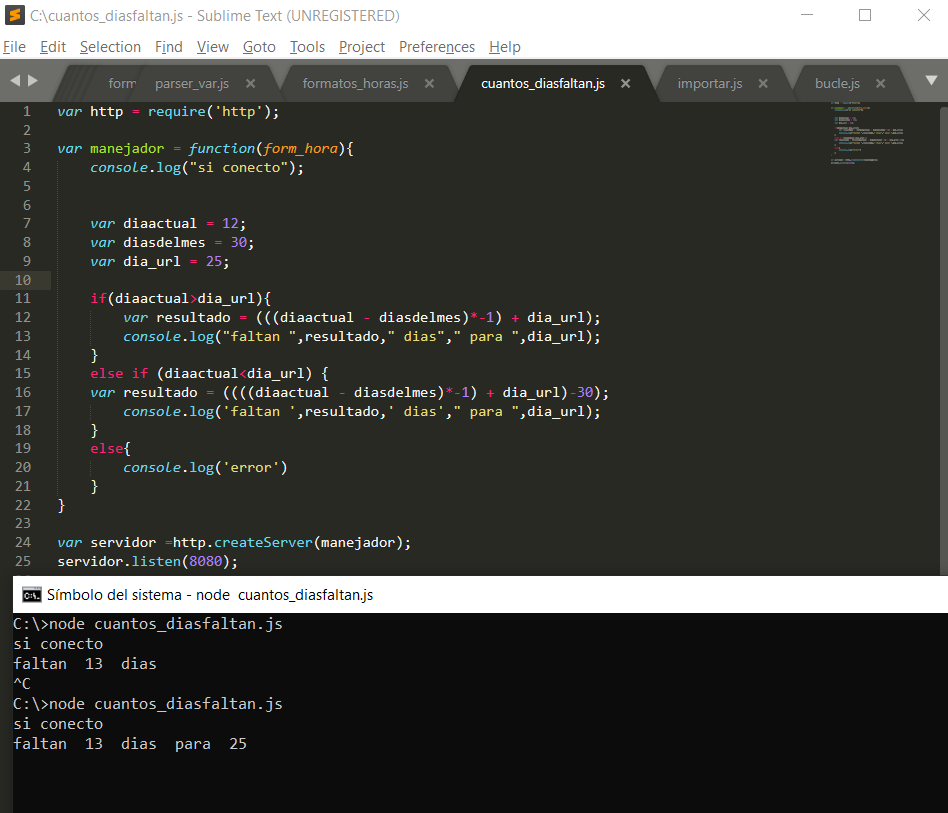 C:\cuantos_diasfaltan.js - Sublime Text (UNREGISTERED)
File Edit Selection Find View Goto Tools Project Preferences Help
form parser_var.js × formatos_horas.js × cuantos_diasfaltan.js × importar.js × bucle.js ×
1 var http = require('http');
2
3 var manejador = function(form_hora){
4 console.log("si conecto");
5
6
7 var diaactual = 12;
8 var diasdelmes = 30;
9 var dia_url = 25;
10
11 if(diaactual>dia_url){
12 var resultado = (((diaactual - diasdelmes)*-1) + dia_url);
13 console.log("faltan ",resultado," dias"," para ",dia_url);
14 }
15 else if (diaactual<dia_url) {
16 var resultado = ((((diaactual - diasdelmes)*-1) + dia_url)-30);
17 console.log('faltan ',resultado,' dias'," para ",dia_url);
18 }
19 else{
20 console.log('error')
21 }
22 }
23
24 var servidor =http.createServer(manejador);
25 servidor.listen(8080);
C:\. Símbolo del sistema - node cuantos_diasfaltan.js
C:\>node cuantos_diasfaltan.js
si conecto
faltan 13 dias
^C
C:\>node cuantos_diasfaltan.js
si conecto
faltan 13 dias para 25